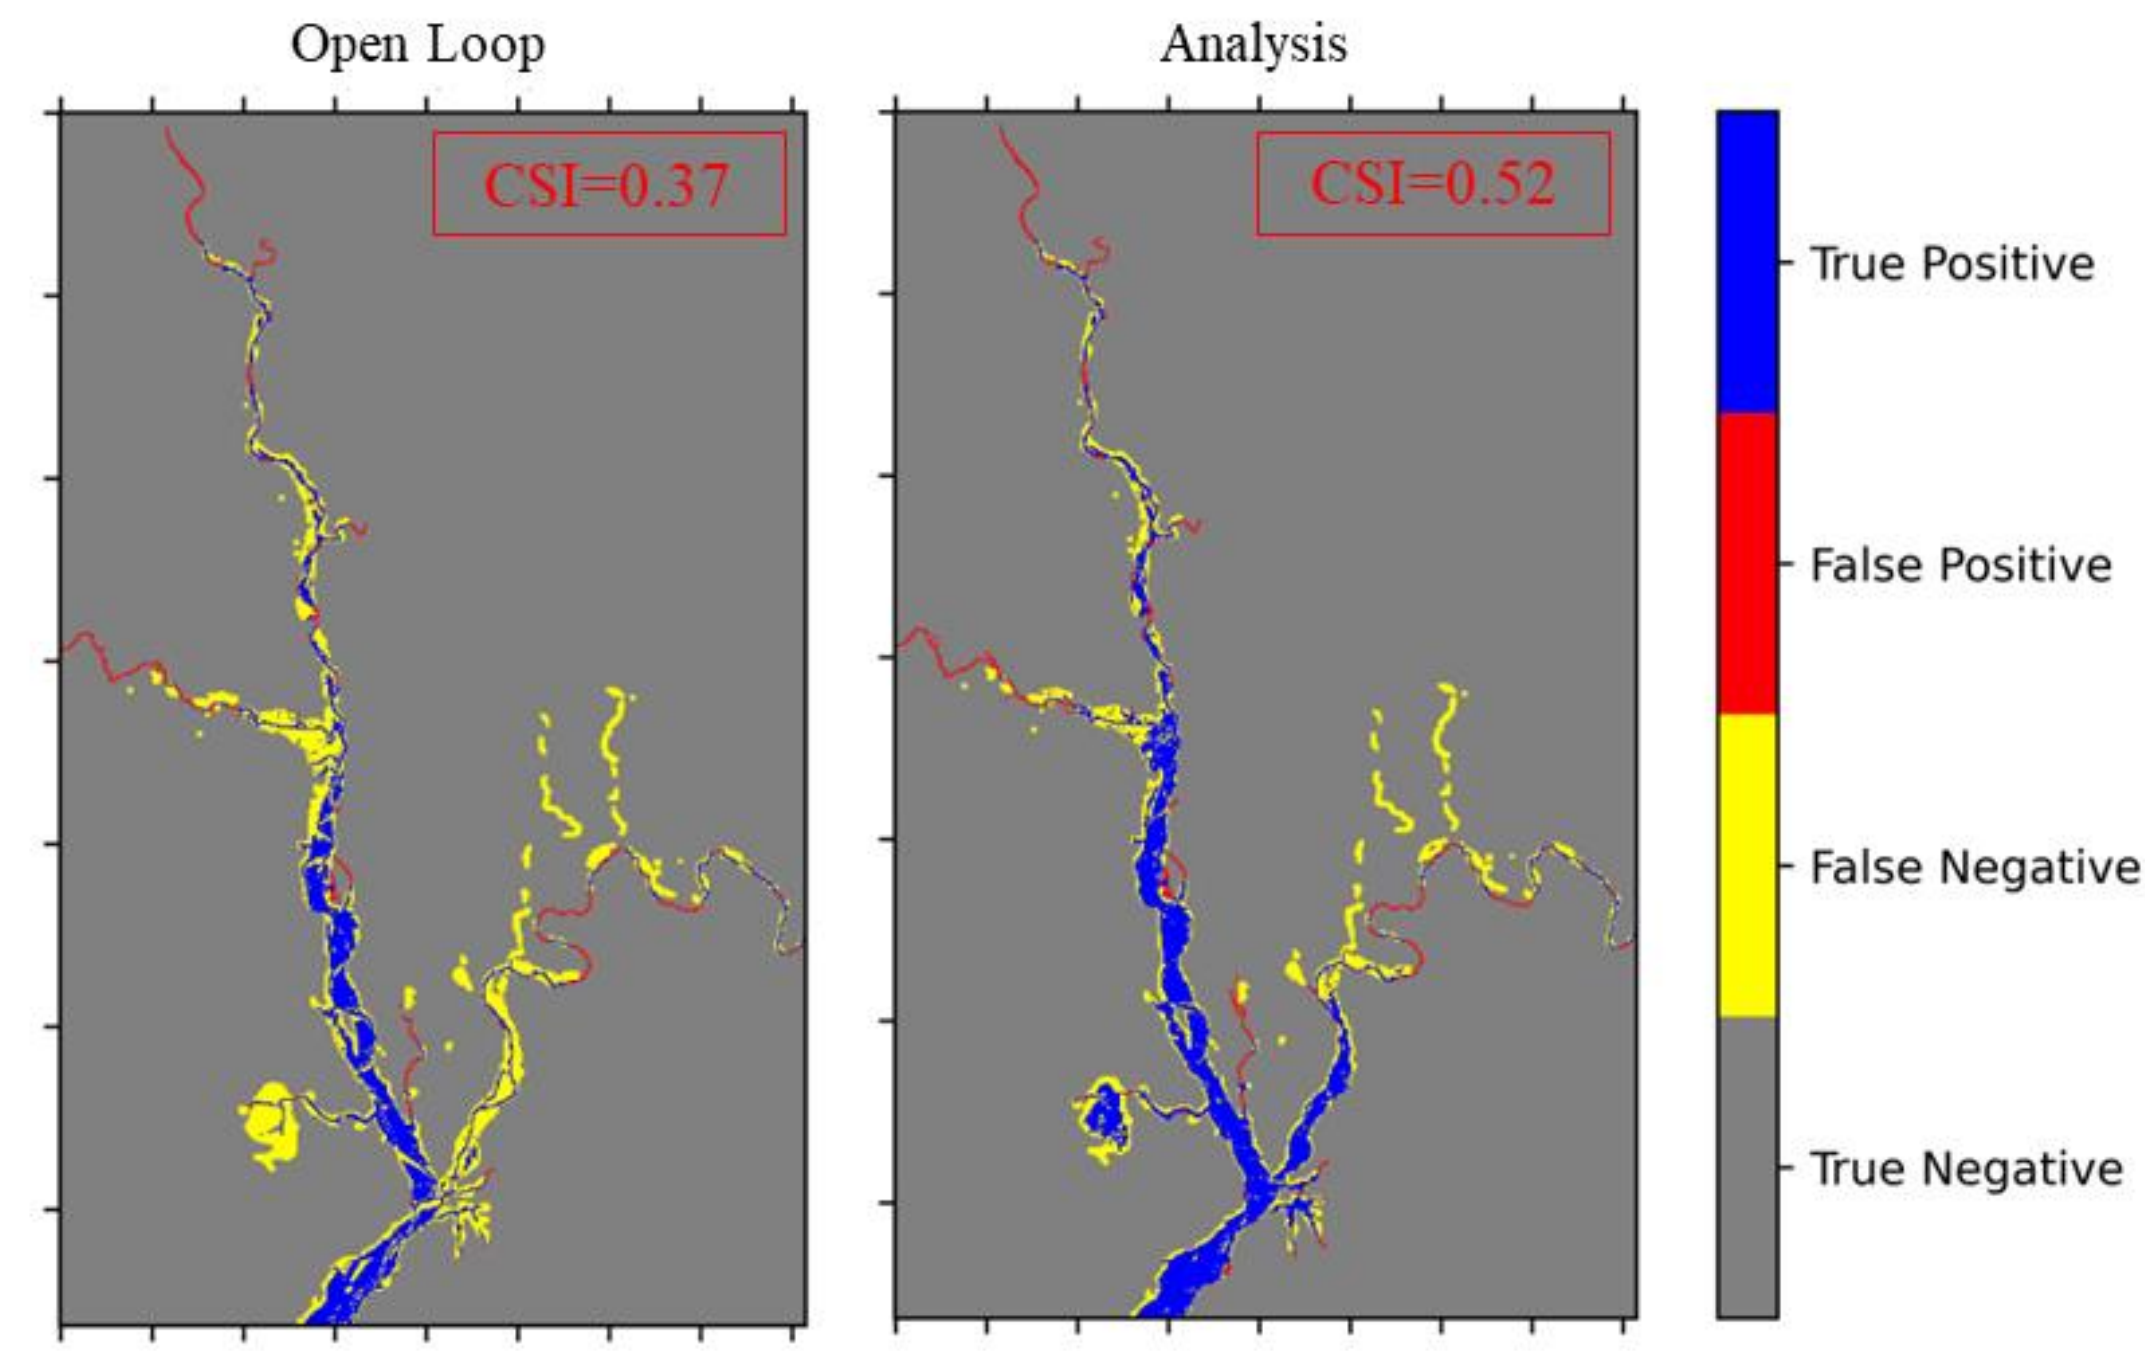 Open Loop
Analysis
CSI=0.37
CSI=0.52
True Positive
False Positive
False Negative
True Negative